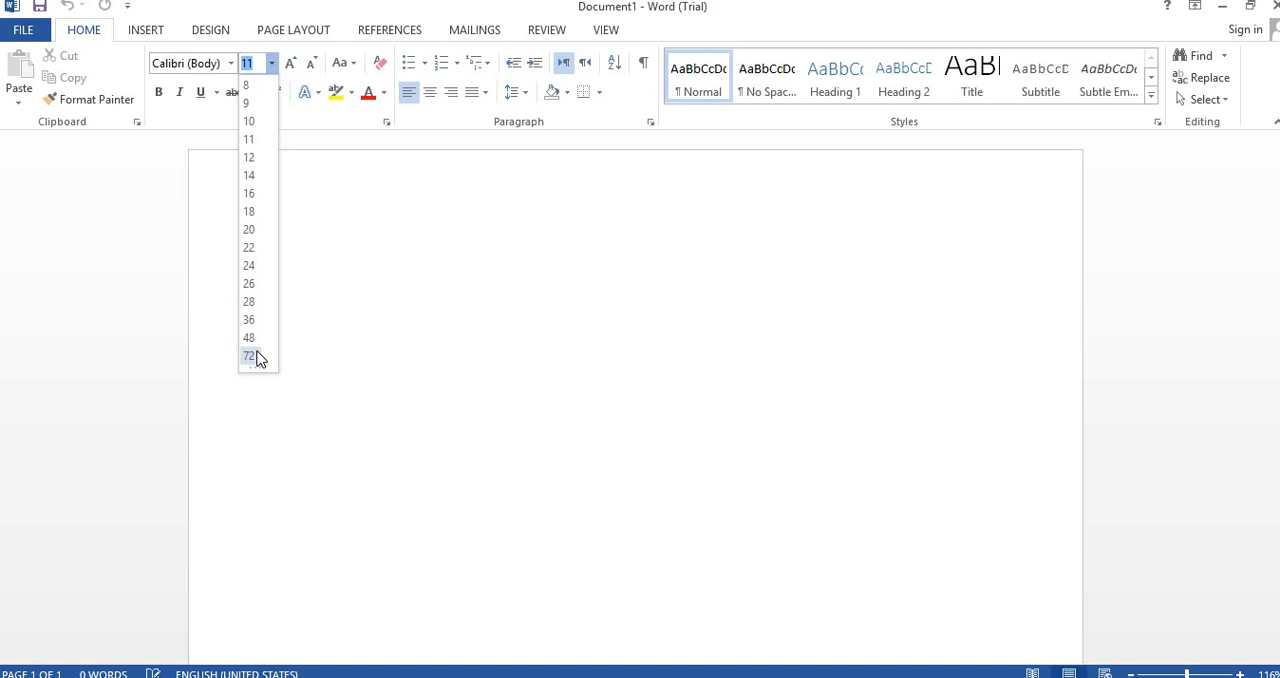 Document1 - Word (Trial)
FILE HOME INSERT DESIGN PAGE LAYOUT REFERENCES MAILINGS REVIEW VIEW Sign in
Paste
Cut
Copy
Format Painter
Clipboard
Calibri (Body) 11
Aa
B I U
A A
Paragraph
AaBbCcDc AaBbCcDc AaBbCc AaBbCcD AaBl AaBbCcD AaBbCcDc
¶ Normal ¶ No Spac... Heading 1 Heading 2 Title Subtitle Subtle Em...
Styles
Find
Replace
Select
Editing
8
9
10
11
12
14
16
18
20
22
24
26
28
36
48
72
PAGE 1 OF 1 0 WORDS ENGLISH (UNITED STATES) 116%